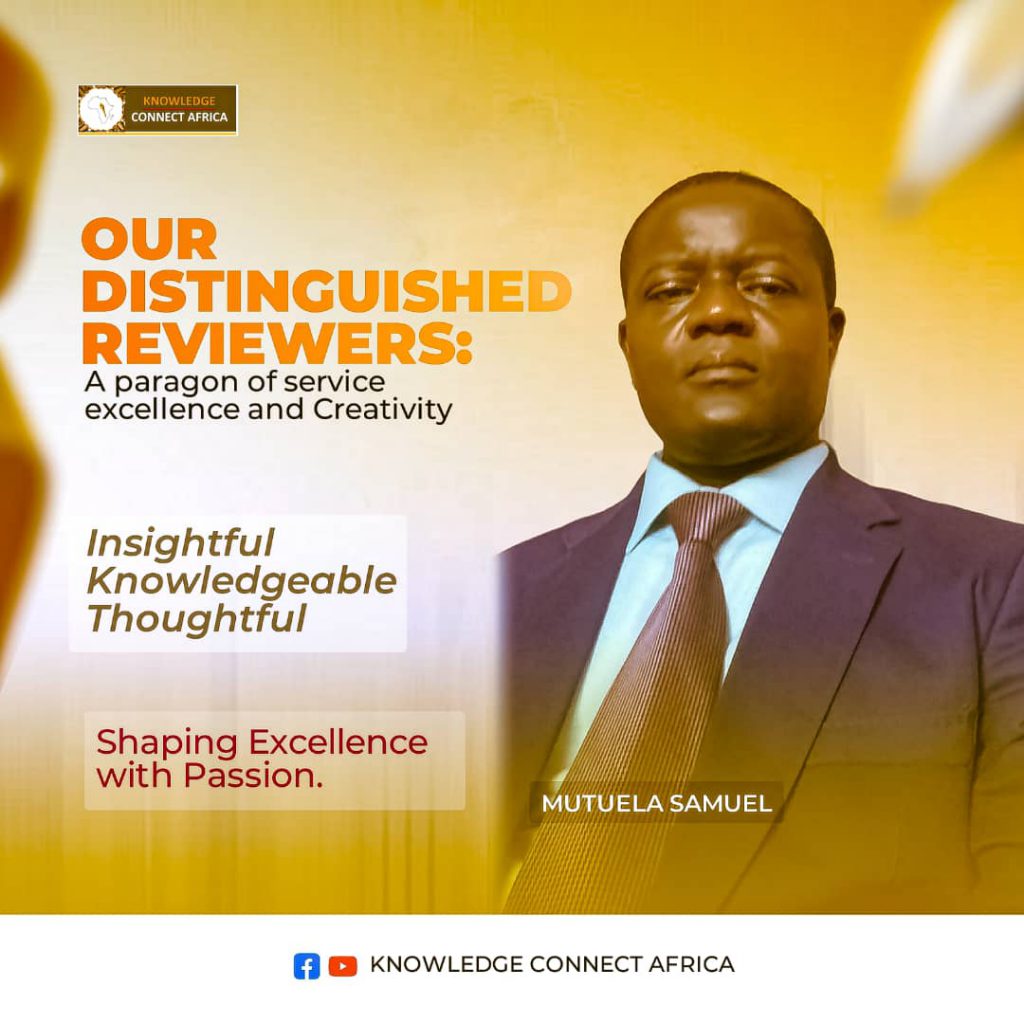 KNOWLEDGE
CONNECT AFRICA
OUR
DISTINGUISHED
REVIEWERS:
A paragon of service
excellence and Creativity
Insightful
Knowledgeable
Thoughtful
Shaping Excellence
with Passion.
MUTUELA SAMUEL
KNOWLEDGE CONNECT AFRICA